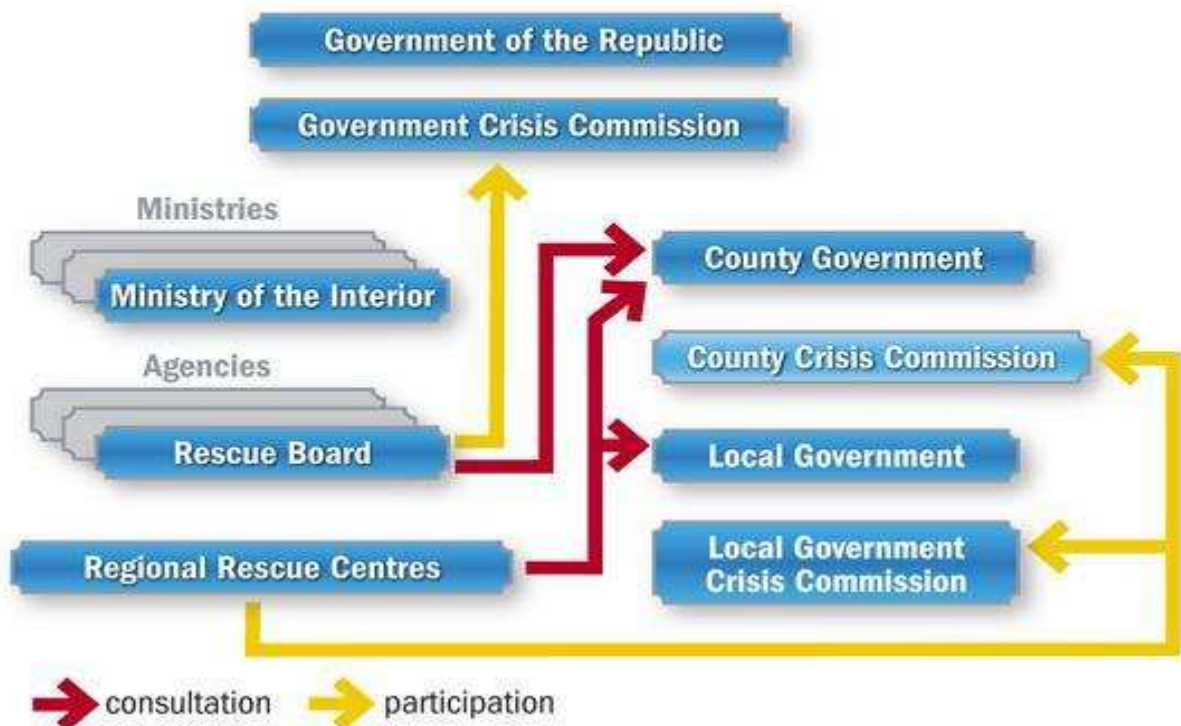 Government of the Republic
Government Crisis Commission
Ministries
Ministry of the Interior
County Government
County Crisis Commission
Agencies
Rescue Board
Local Government
Regional Rescue Centres
Local Government
Crisis Commission
consultation
participation